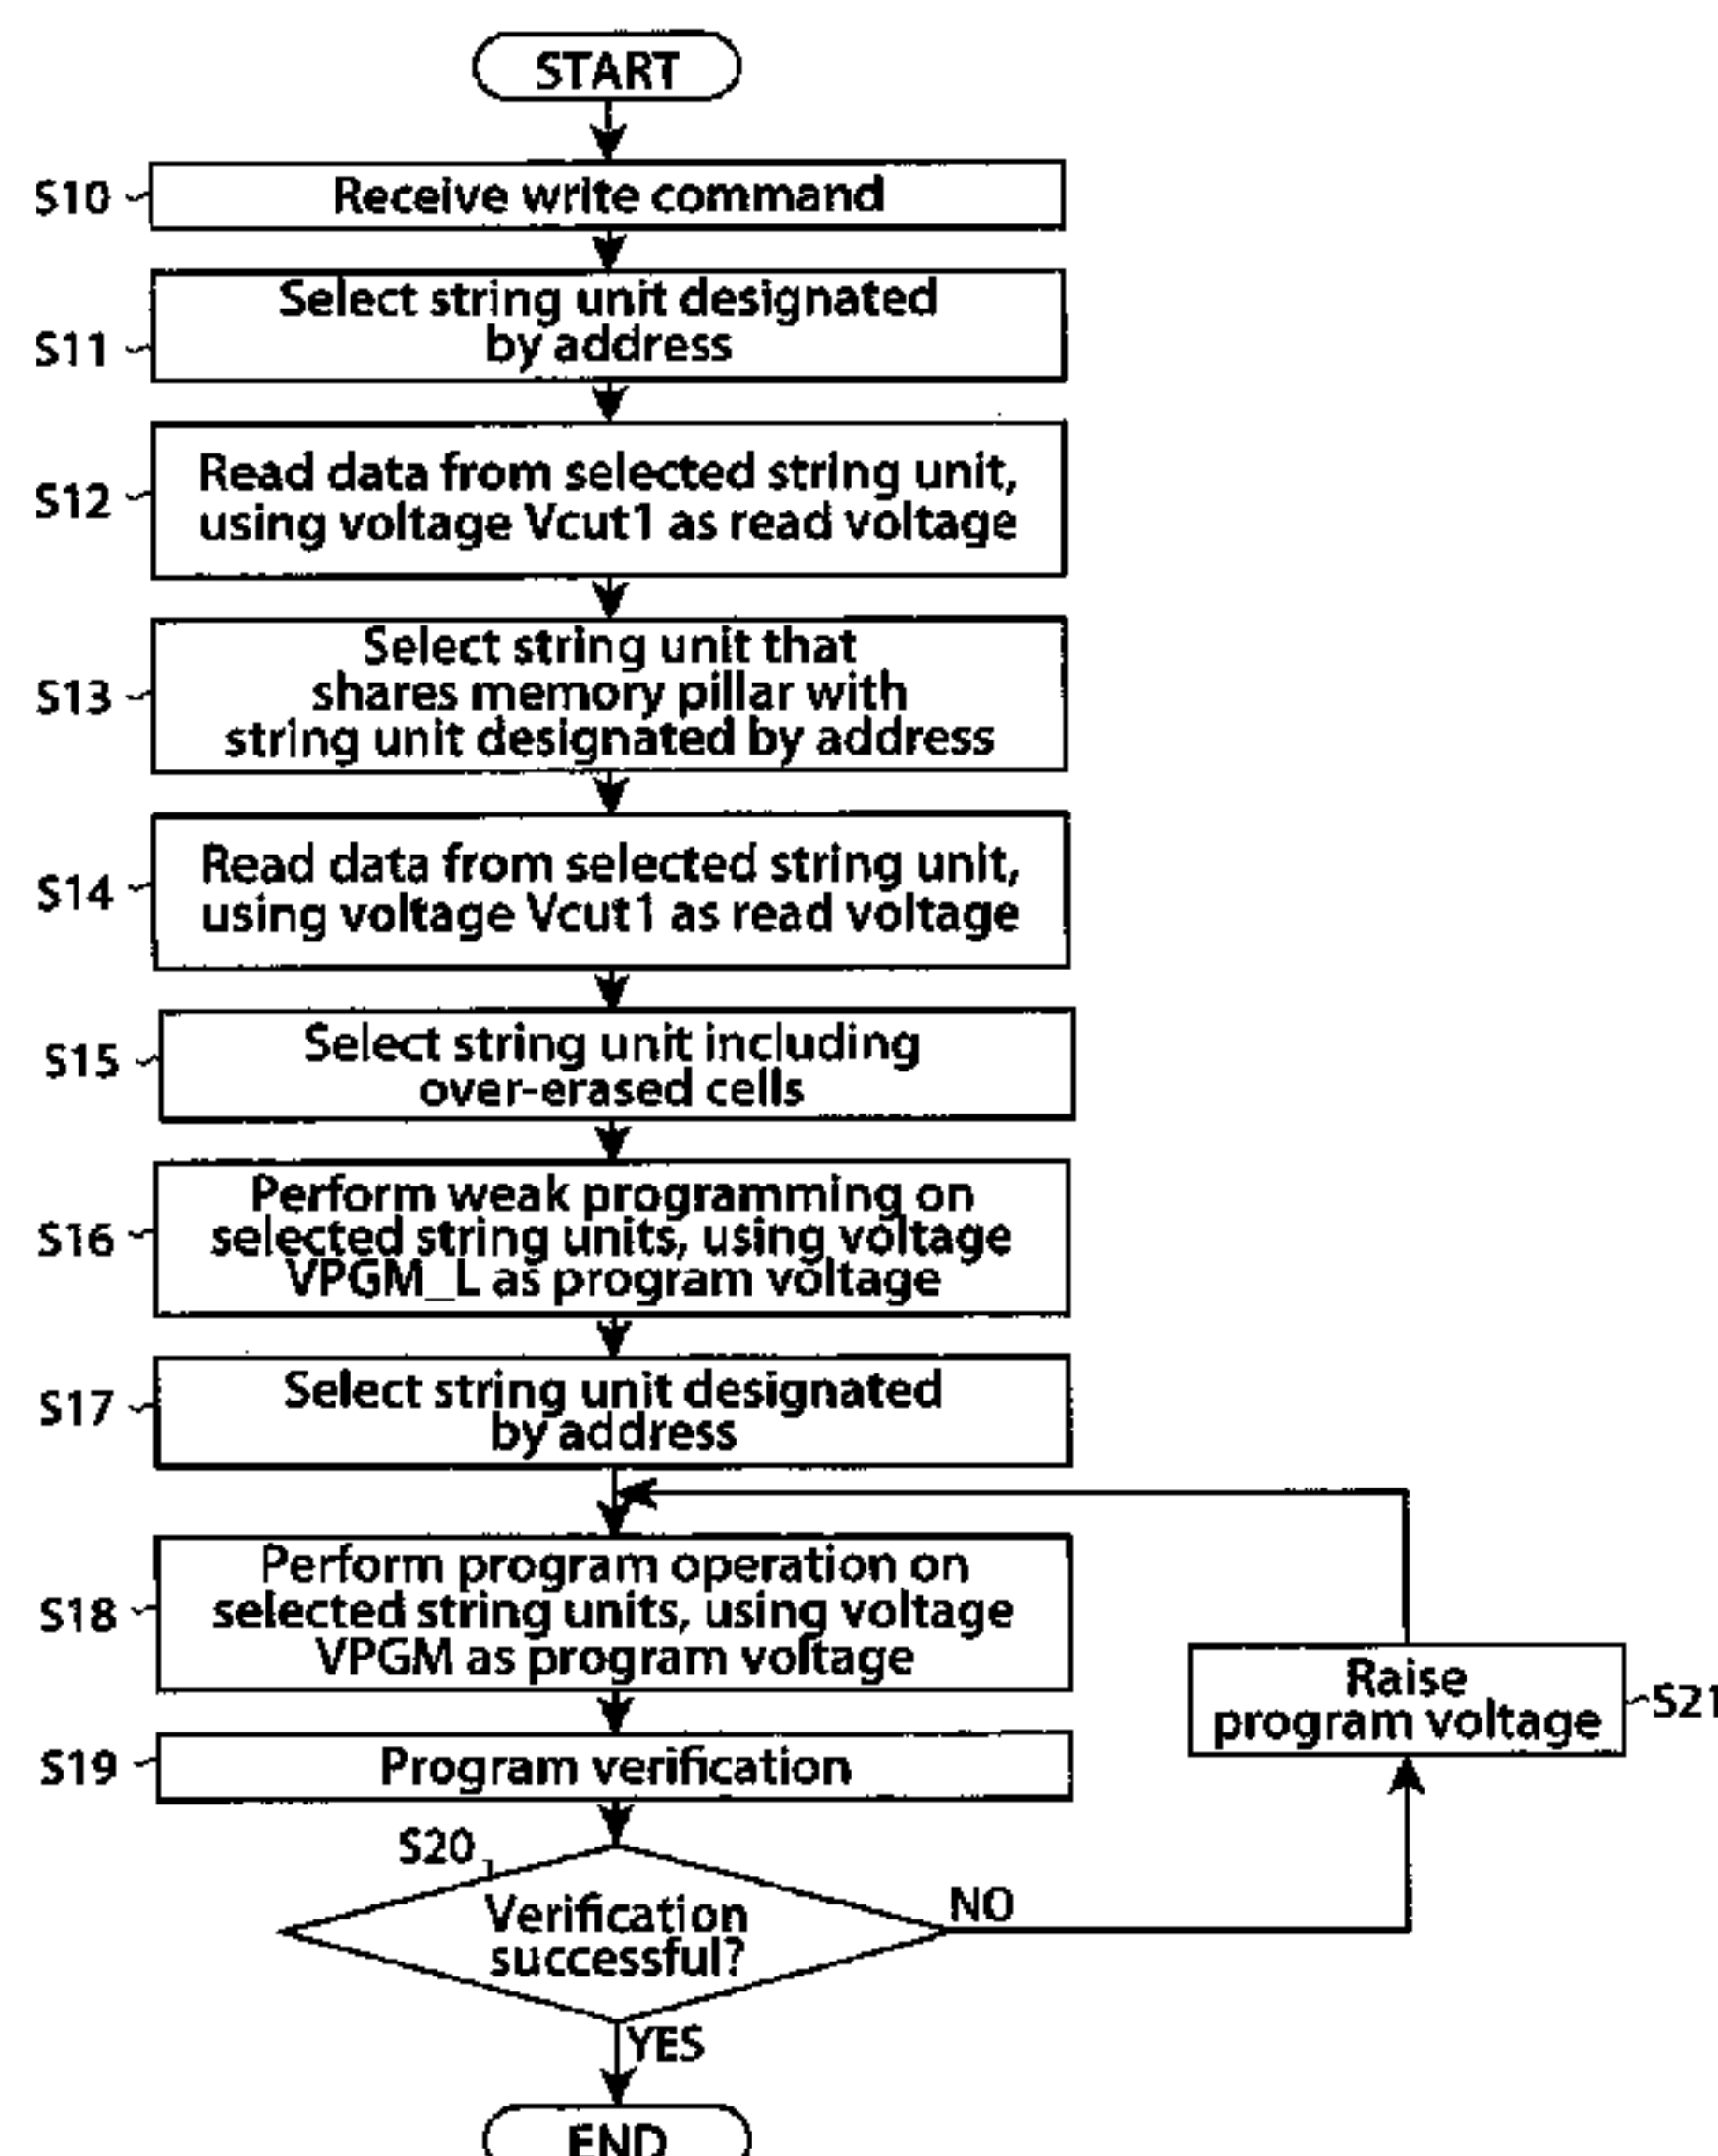 START
S10
Receive write command
S11
Select string unit designated
by address
S12
Read data from selected string unit,
using voltage Vcut1 as read voltage
S13
Select string unit that
shares memory pillar with
string unit designated by address
S14
Read data from selected string unit,
using voltage Vcut1 as read voltage
S15
Select string unit including
over-erased cells
S16
Perform weak programming on
selected string units, using voltage
VPGM_L as program voltage
S17
Select string unit designated
by address
S18
Perform program operation on
selected string units, using voltage
VPGM as program voltage
Raise
program voltage
S21
S19
Program verification
S20
Verification
successful?
NO
YES
END